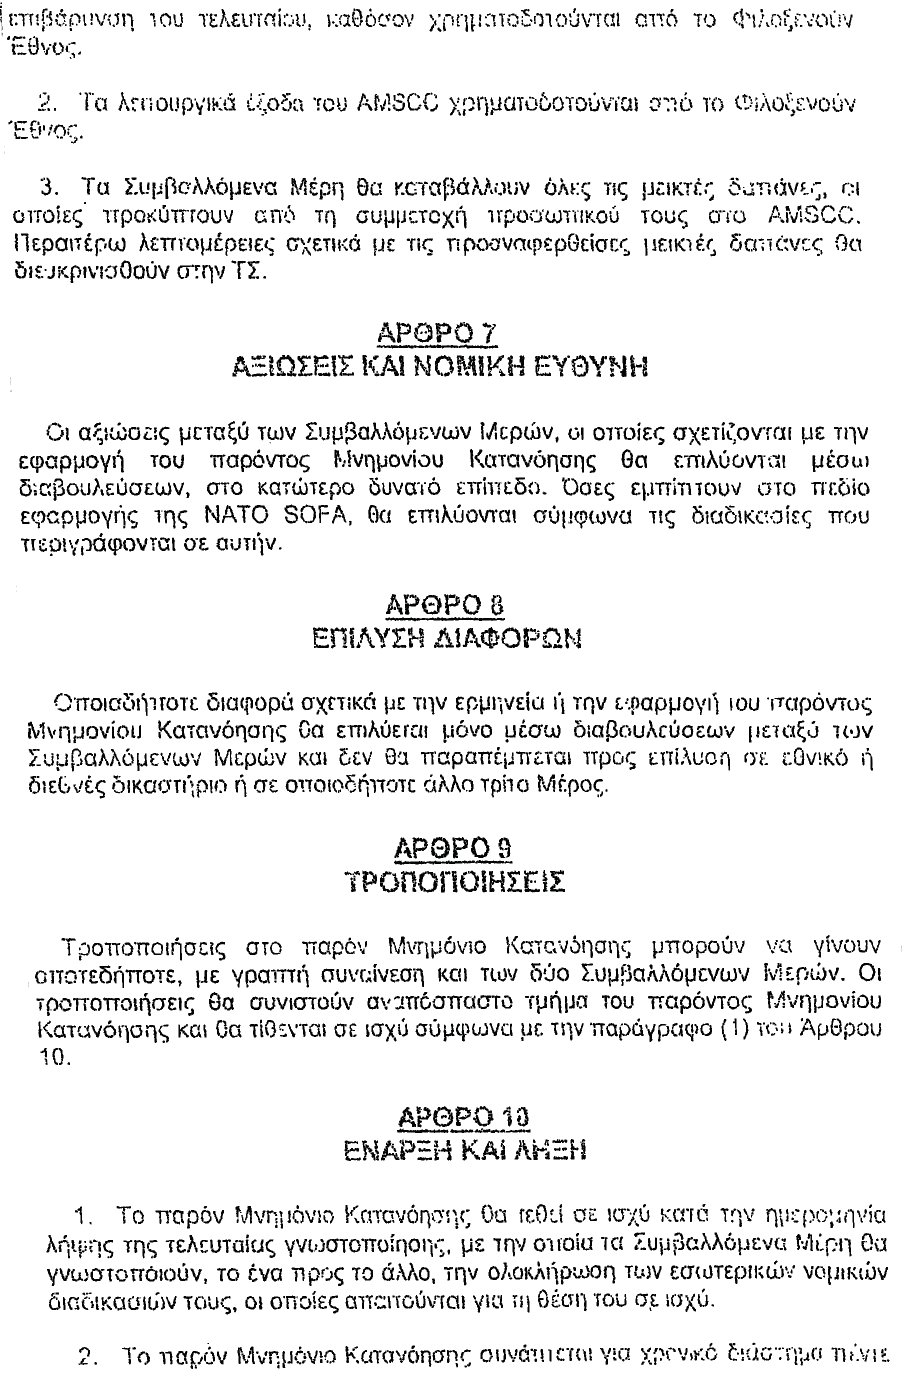 επιβάρυνση του τελευταίου, καθόσον χρηματοδοτούνται από το Φιλοξενούν
Έθνος.
2. Τα λειτουργικά έξοδα του AMSCC χρηματοδοτούνται από το Φιλοξενούν
Έθνος.
3. Τα Συμβαλλόμενα Μέρη θα καταβάλλουν όλες τις μεικτές δαπάνες, οι
οποίες προκύπτουν από τη συμμετοχή προσωπικού τους στο AMSCC.
Περαιτέρω λεπτομέρειες σχετικά με τις προαναφερθείσες μεικτές δαπάνες θα
διευκρινισθούν στην ΤΣ.
ΑΡΘΡΟ 7
ΑΞΙΩΣΕΙΣ ΚΑΙ ΝΟΜΙΚΗ ΕΥΘΥΝΗ
Οι αξιώσεις μεταξύ των Συμβαλλόμενων Μερών, οι οποίες σχετίζονται με την
εφαρμογή του παρόντος Μνημονίου Κατανόησης θα επιλύονται μέσω
διαβουλεύσεων, στο κατώτερο δυνατό επίπεδο. Όσες εμπίπτουν στο πεδίο
εφαρμογής της NATO SOFA, θα επιλύονται σύμφωνα τις διαδικασίες που
περιγράφονται σε αυτήν.
ΑΡΘΡΟ 8
ΕΠΙΛΥΣΗ ΔΙΑΦΟΡΩΝ
Οποιαδήποτε διαφορά σχετικά με την ερμηνεία ή την εφαρμογή του παρόντος
Μνημονίου Κατανόησης θα επιλύεται μόνο μέσω διαβουλεύσεων μεταξύ των
Συμβαλλόμενων Μερών και δεν θα παραπέμπεται προς επίλυση σε εθνικό ή
διεθνές δικαστήριο ή σε οποιοδήποτε άλλο τρίτο Μέρος.
ΑΡΘΡΟ 9
ΤΡΟΠΟΠΟΙΗΣΕΙΣ
Τροποποιήσεις στο παρόν Μνημόνιο Κατανόησης μπορούν να γίνουν
οποτεδήποτε, με γραπτή συναίνεση και των δύο Συμβαλλόμενων Μερών. Οι
τροποποιήσεις θα συνιστούν αναπόσπαστο τμήμα του παρόντος Μνημονίου
Κατανόησης και θα τίθενται σε ισχύ σύμφωνα με την παράγραφο (1) του Άρθρου
10.
ΑΡΘΡΟ 10
ΕΝΑΡΞΗ ΚΑΙ ΛΗΞΗ
1. Το παρόν Μνημόνιο Κατανόησης θα τεθεί σε ισχύ κατά την ημερομηνία
λήψης της τελευταίας γνωστοποίησης, με την οποία τα Συμβαλλόμενα Μέρη θα
γνωστοποιούν, το ένα προς το άλλο, την ολοκλήρωση των εσωτερικών νομικών
διαδικασιών τους, οι οποίες απαιτούνται για τη θέση του σε ισχύ.
2. Το παρόν Μνημόνιο Κατανόησης συνάπτεται για χρονικό διάστημα πέντε